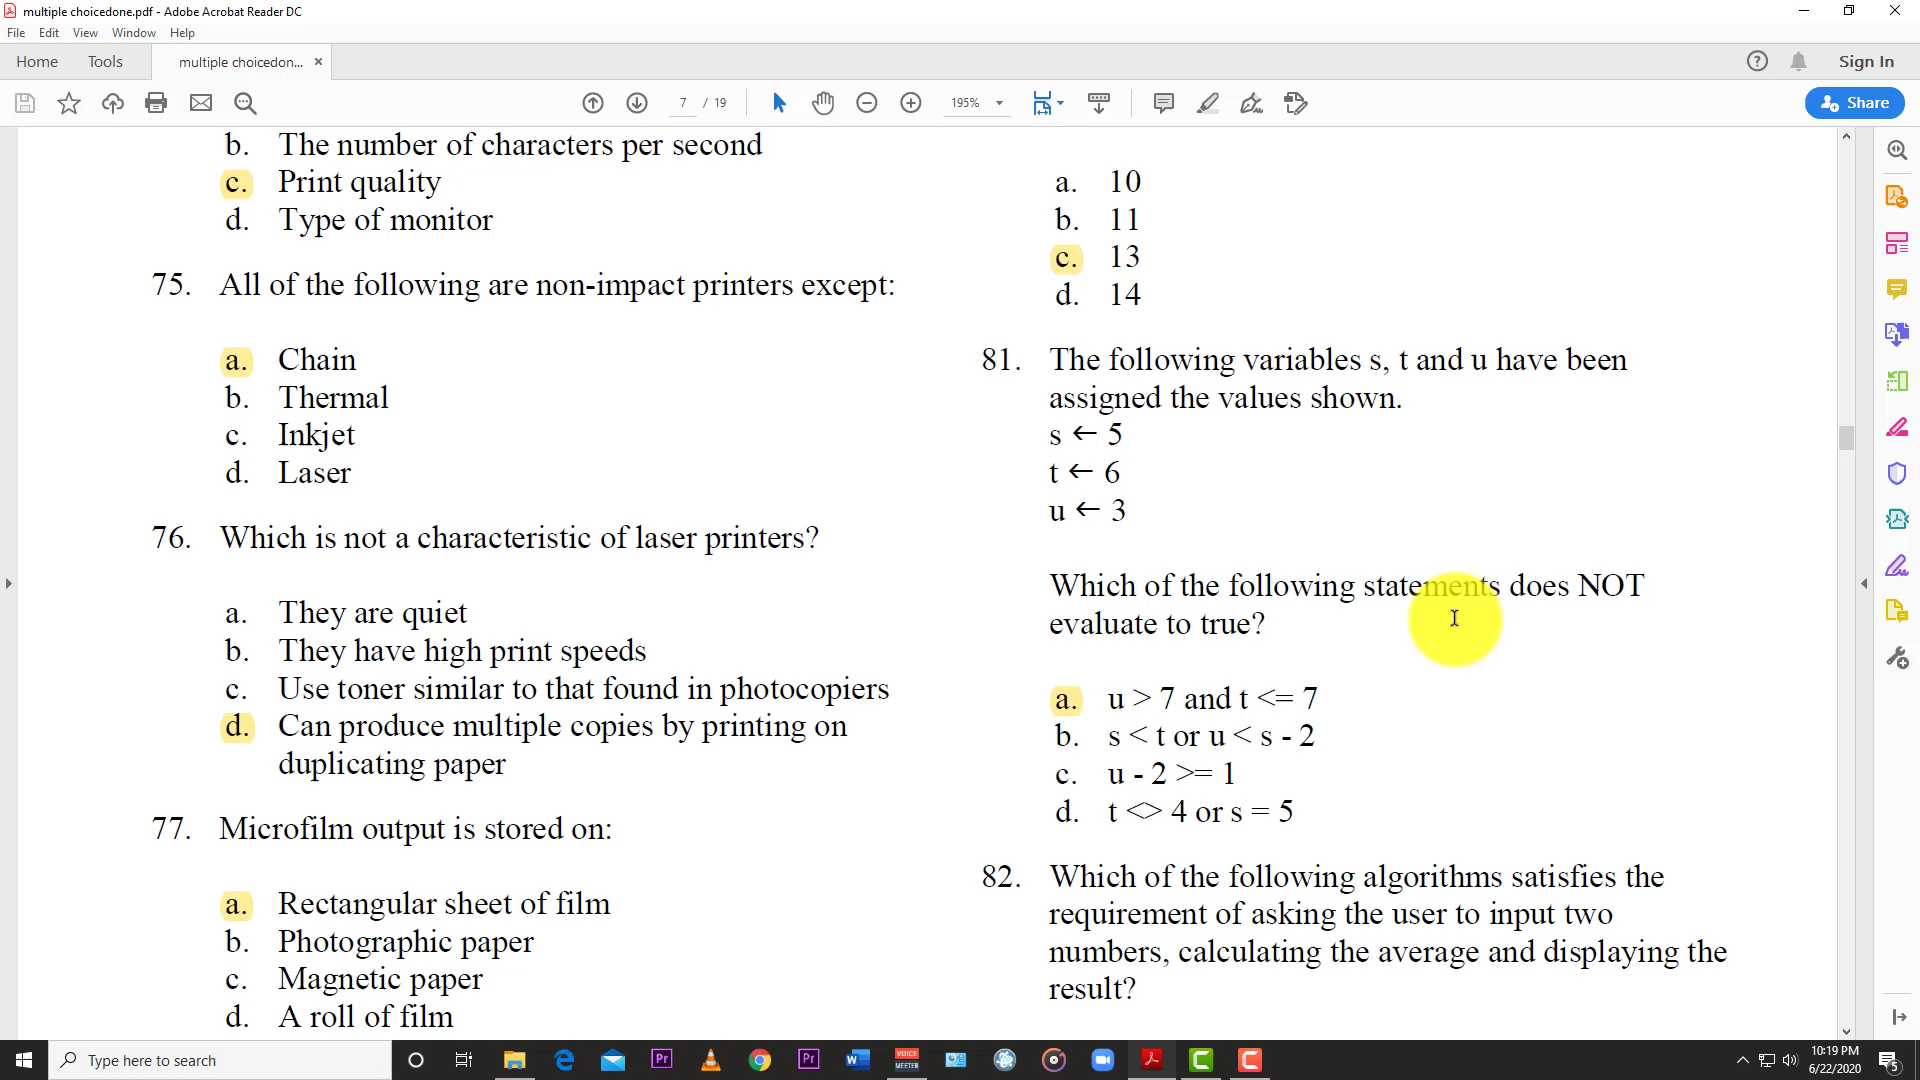 multiple choicedone.pdf - Adobe Acrobat Reader DC
File Edit View Window Help
Home Tools multiple choicedon... ×
Sign In
7 / 19
195%
Share
b. The number of characters per second
c. Print quality
d. Type of monitor
75. All of the following are non-impact printers except:
a. Chain
b. Thermal
c. Inkjet
d. Laser
76. Which is not a characteristic of laser printers?
a. They are quiet
b. They have high print speeds
c. Use toner similar to that found in photocopiers
d. Can produce multiple copies by printing on
duplicating paper
77. Microfilm output is stored on:
a. Rectangular sheet of film
b. Photographic paper
c. Magnetic paper
d. A roll of film
a. 10
b. 11
c. 13
d. 14
81. The following variables s, t and u have been
assigned the values shown.
s ← 5
t ← 6
u ← 3
Which of the following statements does NOT
evaluate to true?
a. u > 7 and t <= 7
b. s < t or u < s - 2
c. u - 2 >= 1
d. t <> 4 or s = 5
82. Which of the following algorithms satisfies the
requirement of asking the user to input two
numbers, calculating the average and displaying the
result?
Type here to search
Pr
Pr
VOICE
MEETER
10:19 PM
6/22/2020
5